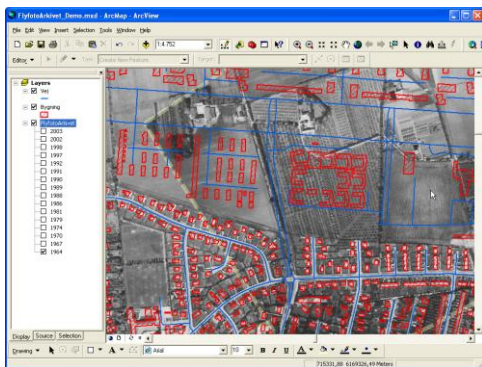 FlyfotoArkivet_Demo.mxd - ArcMap - ArcView
File Edit View Insert Selection Tools Window Help
1:4.752
Editor Task: Create New Feature Target:
Layers
Vej
Bygning
FlyfotoArkivet
2003
2002
1998
1997
1992
1991
1990
1989
1988
1986
1981
1979
1974
1970
1967
1964
Display Source Selection
Drawing A Arial 10 B I U A
715331,88 6169326,49 Meters